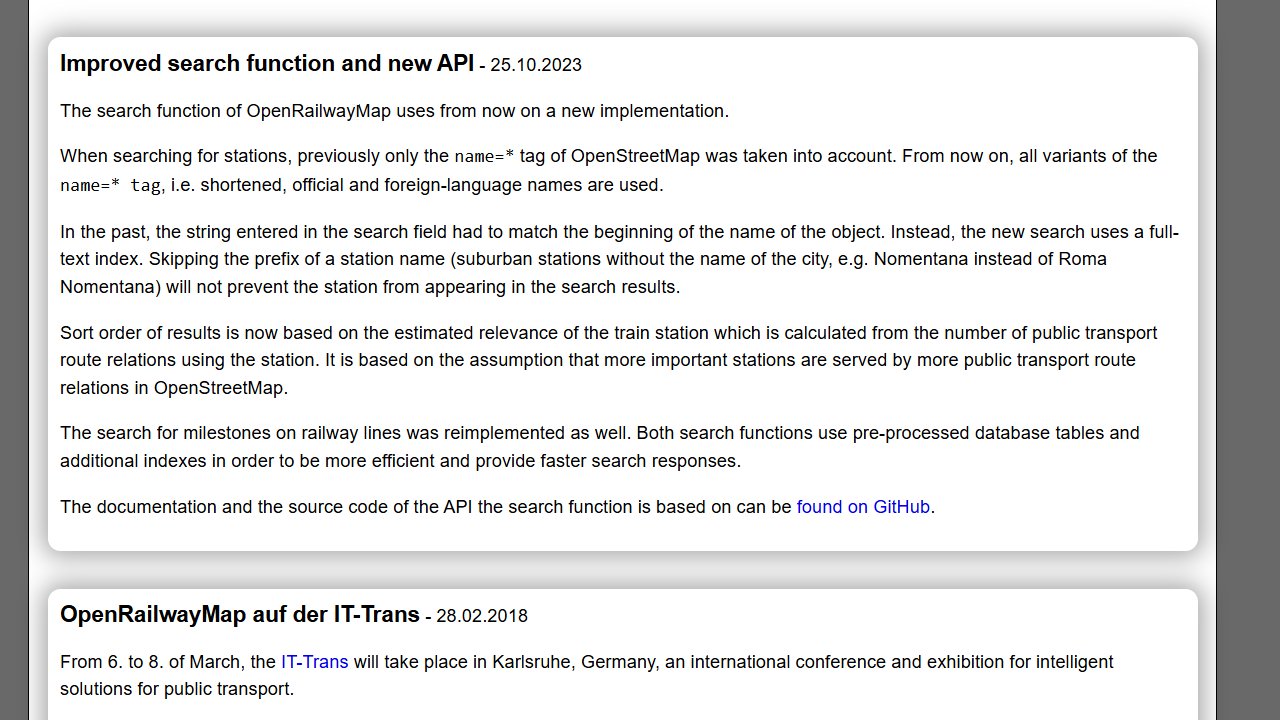 Improved search function and new API - 25.10.2023
The search function of OpenRailwayMap uses from now on a new implementation.
When searching for stations, previously only the name=* tag of OpenStreetMap was taken into account. From now on, all variants of the
name=* tag, i.e. shortened, official and foreign-language names are used.
In the past, the string entered in the search field had to match the beginning of the name of the object. Instead, the new search uses a full-
text index. Skipping the prefix of a station name (suburban stations without the name of the city, e.g. Nomentana instead of Roma
Nomentana) will not prevent the station from appearing in the search results.
Sort order of results is now based on the estimated relevance of the train station which is calculated from the number of public transport
route relations using the station. It is based on the assumption that more important stations are served by more public transport route
relations in OpenStreetMap.
The search for milestones on railway lines was reimplemented as well. Both search functions use pre-processed database tables and
additional indexes in order to be more efficient and provide faster search responses.
The documentation and the source code of the API the search function is based on can be found on GitHub.
OpenRailwayMap auf der IT-Trans - 28.02.2018
From 6. to 8. of March, the IT-Trans will take place in Karlsruhe, Germany, an international conference and exhibition for intelligent
solutions for public transport.